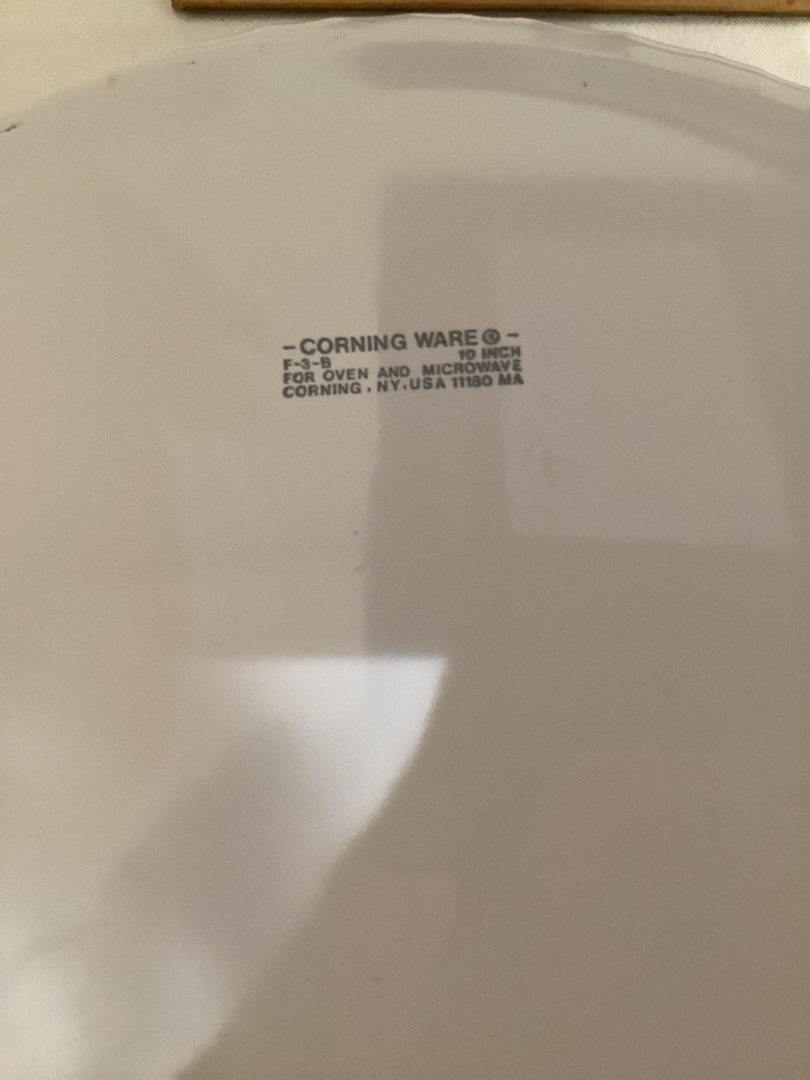 -CORNING WARE®-
F-3-B 10 INCH
FOR OVEN AND MICROWAVE
CORNING, NY, USA 11180 MA